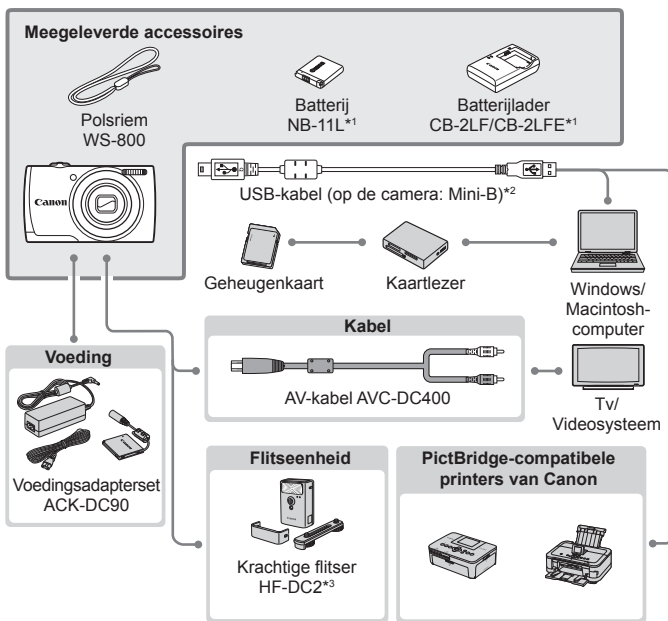 Meegeleverde accessoires
Polsriem
WS-800
Batterij
NB-11L*1
Batterijlader
CB-2LF/CB-2LFE*1
Canon
USB-kabel (op de camera: Mini-B)*2
Geheugenkaart
Kaartlezer
Windows/
Macintosh-
computer
Voeding
Voedingsadapterset
ACK-DC90
Kabel
AV-kabel AVC-DC400
Tv/
Videosysteem
Flitseenheid
Krachtige flitser
HF-DC2*3
PictBridge-compatibele
printers van Canon